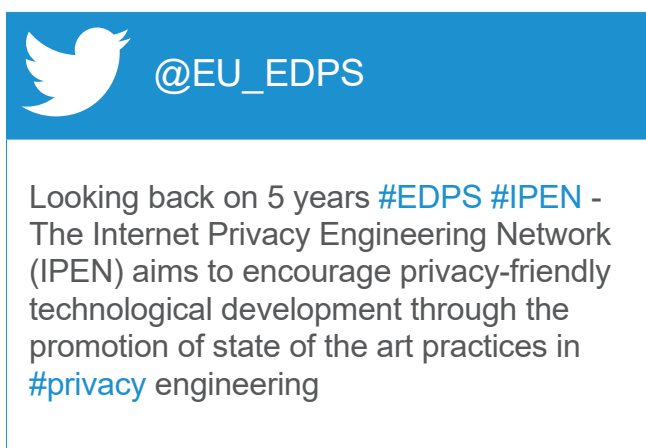 @EU_EDPS
Looking back on 5 years #EDPS #IPEN -
The Internet Privacy Engineering Network
(IPEN) aims to encourage privacy-friendly
technological development through the
promotion of state of the art practices in
#privacy engineering